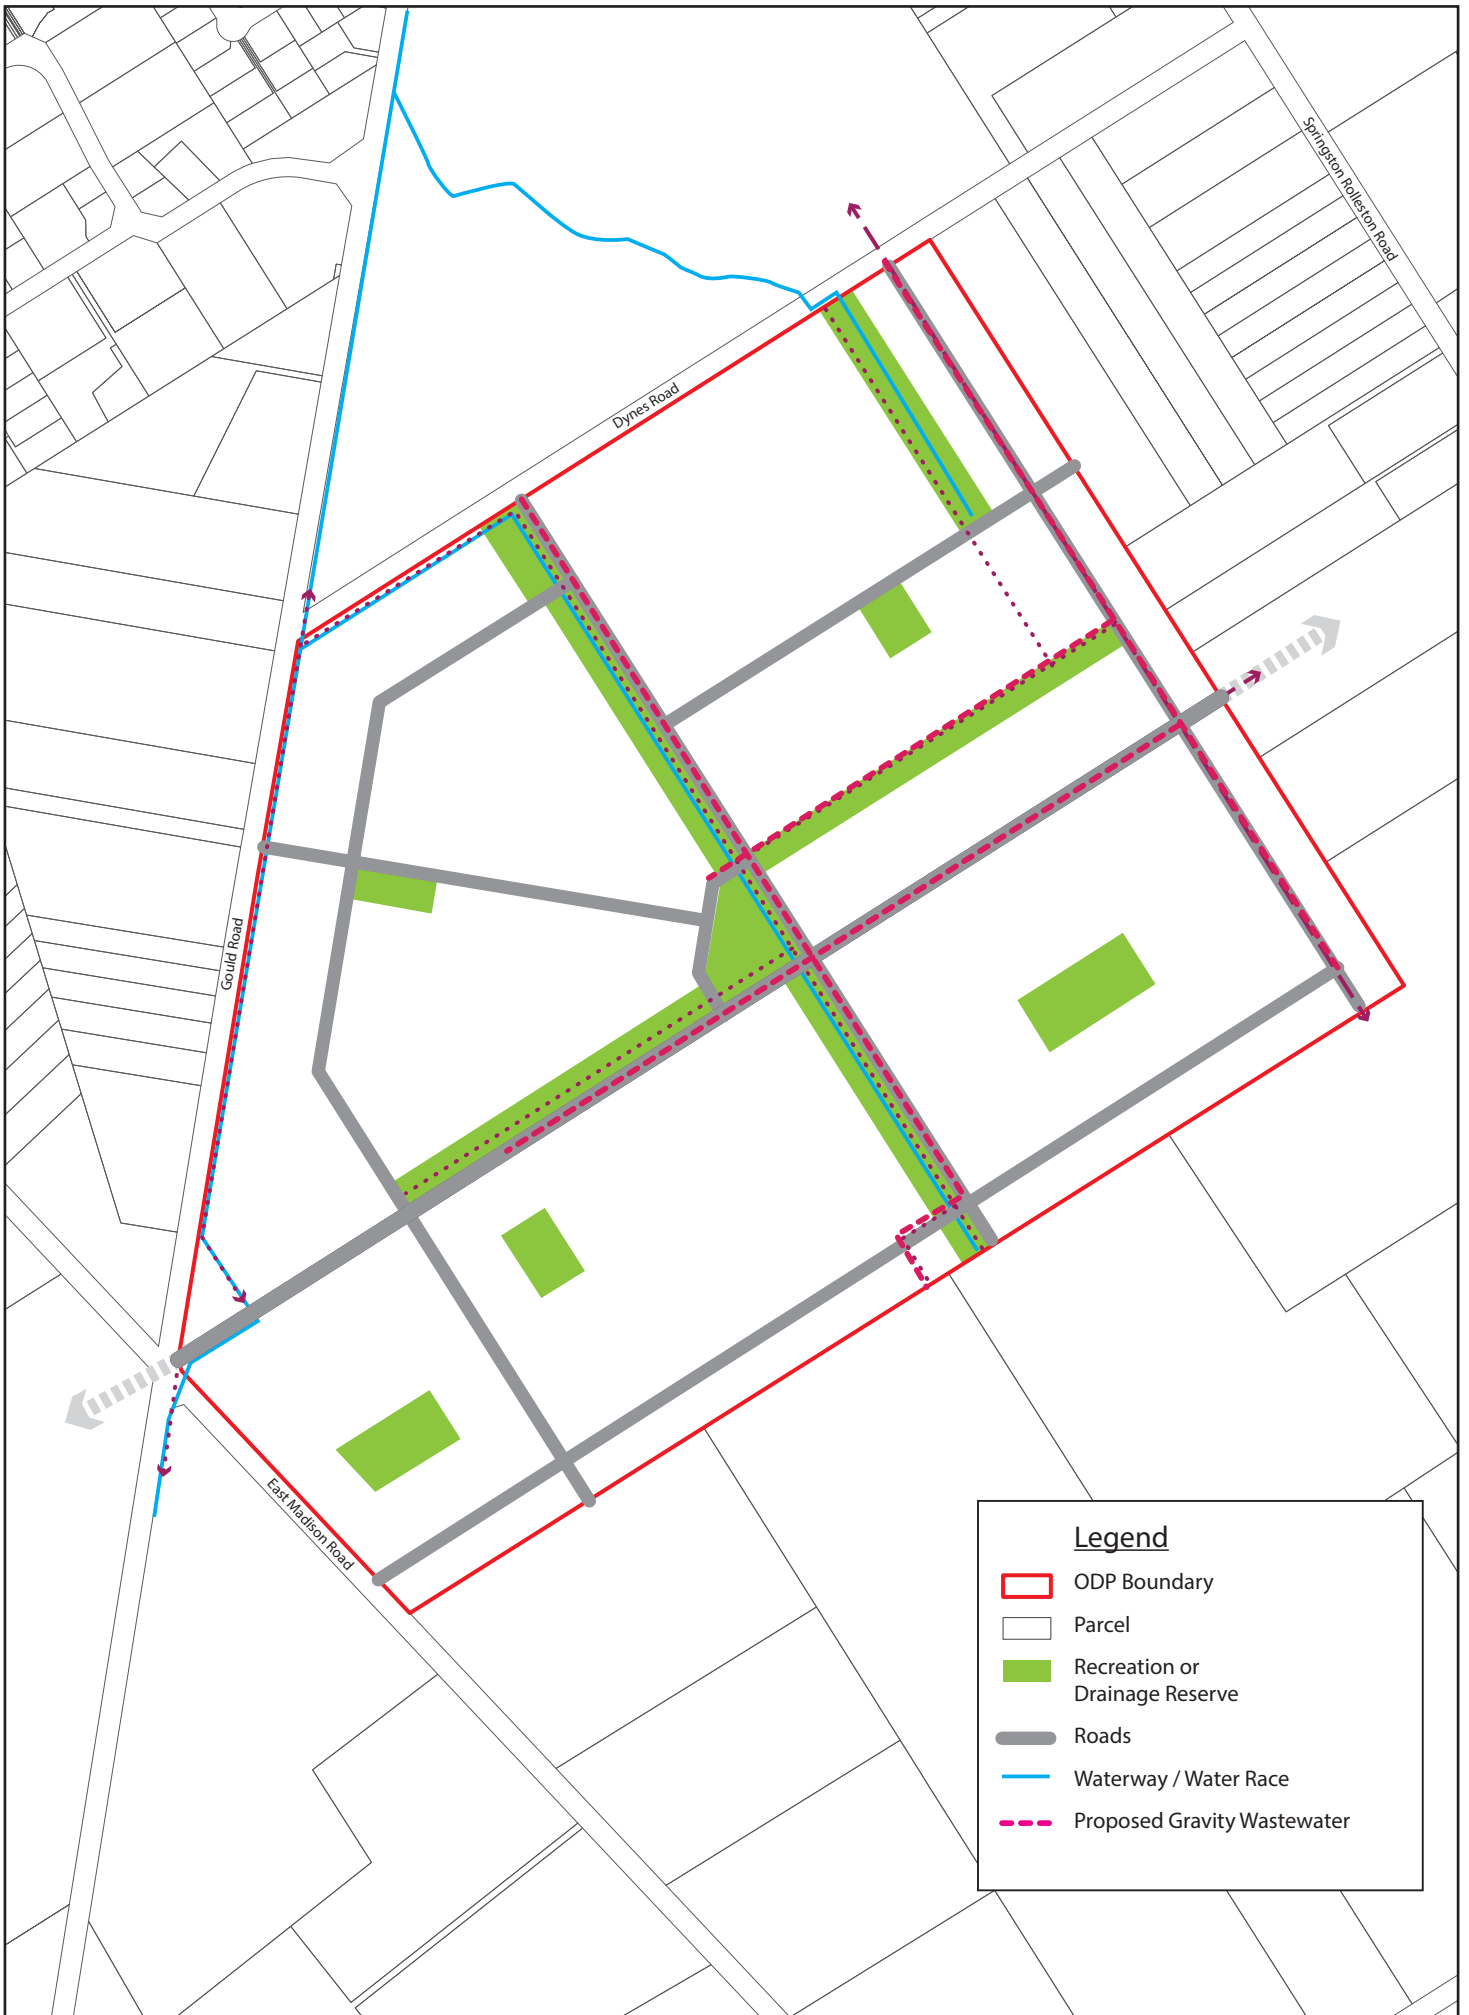 Springston Rolleston Road
Dynes Road
Gould Road
East Madison Road
Legend
ODP Boundary
Parcel
Recreation or
Drainage Reserve
Roads
Waterway / Water Race
Proposed Gravity Wastewater